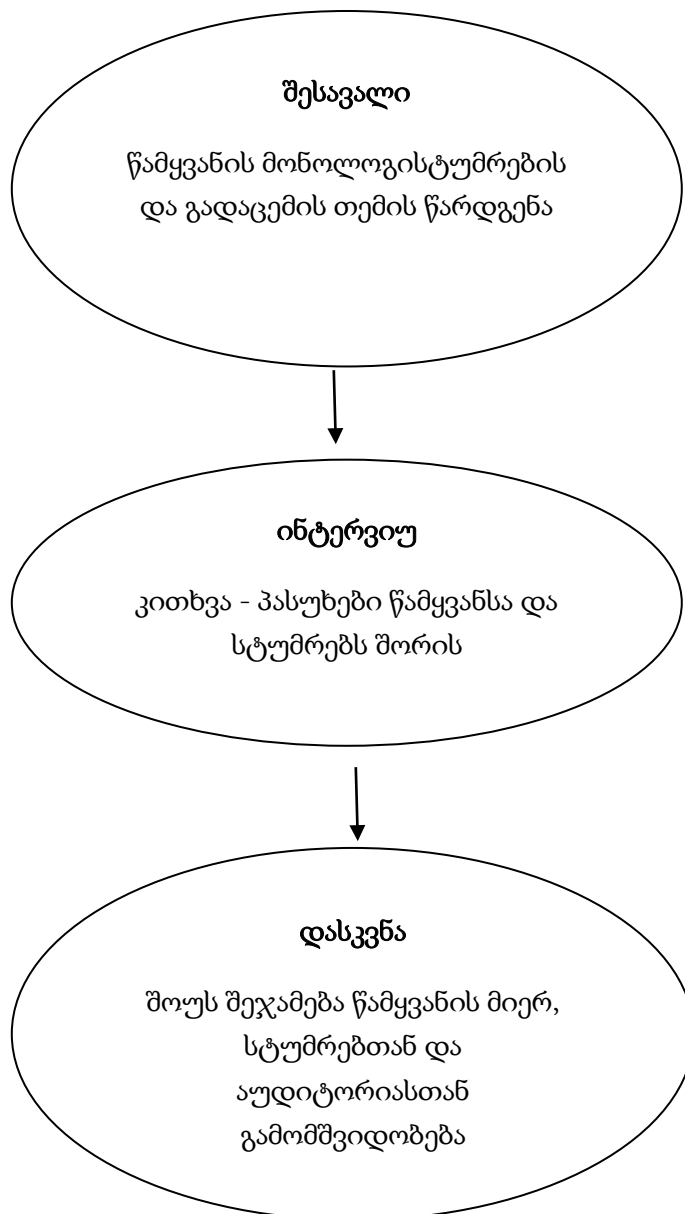 შესავალი
წამყვანის მონოლოგისტუმრების
და გადაცემის თემის წარდგენა
ინტერვიუ
კითხვა - პასუხები წამყვანსა და
სტუმრებს შორის
დასკვნა
შოუს შეჯამება წამყვანის მიერ,
სტუმრებთან და
აუდიტორიასთან
გამომშვიდობება